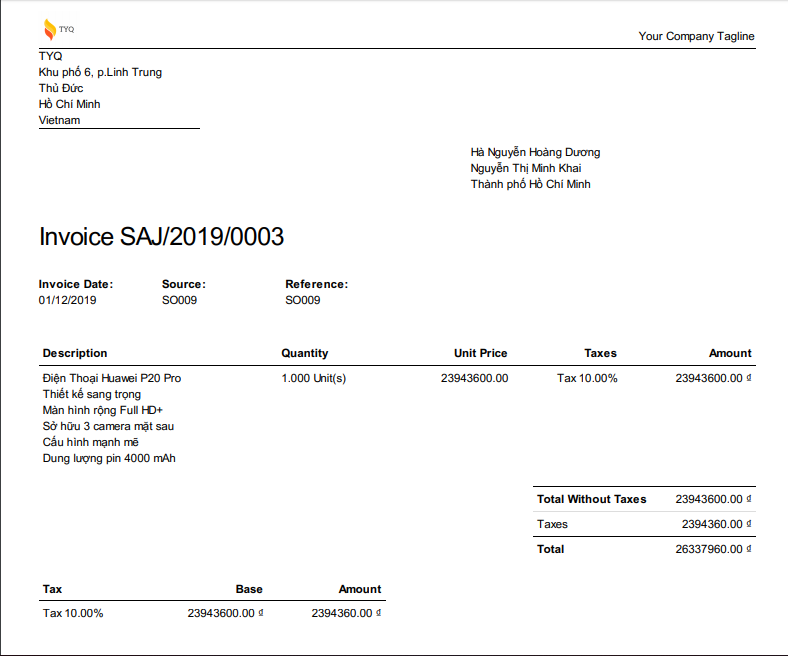 TYQ
Your Company Tagline
TYQ
Khu phố 6, p.Linh Trung
Thủ Đức
Hồ Chí Minh
Vietnam
Hà Nguyễn Hoàng Dương
Nguyễn Thị Minh Khai
Thành phố Hồ Chí Minh
Invoice SAJ/2019/0003
Invoice Date: Source: Reference:
01/12/2019 SO009 SO009
Description Quantity Unit Price Taxes Amount
Điện Thoại Huawei P20 Pro 1.000 Unit(s) 23943600.00 Tax 10.00% 23943600.00 ₫
Thiết kế sang trọng
Màn hình rộng Full HD+
Sở hữu 3 camera mặt sau
Cấu hình mạnh mẽ
Dung lượng pin 4000 mAh
Total Without Taxes 23943600.00 ₫
Taxes 2394360.00 ₫
Total 26337960.00 ₫
Tax Base Amount
Tax 10.00% 23943600.00 ₫ 2394360.00 ₫